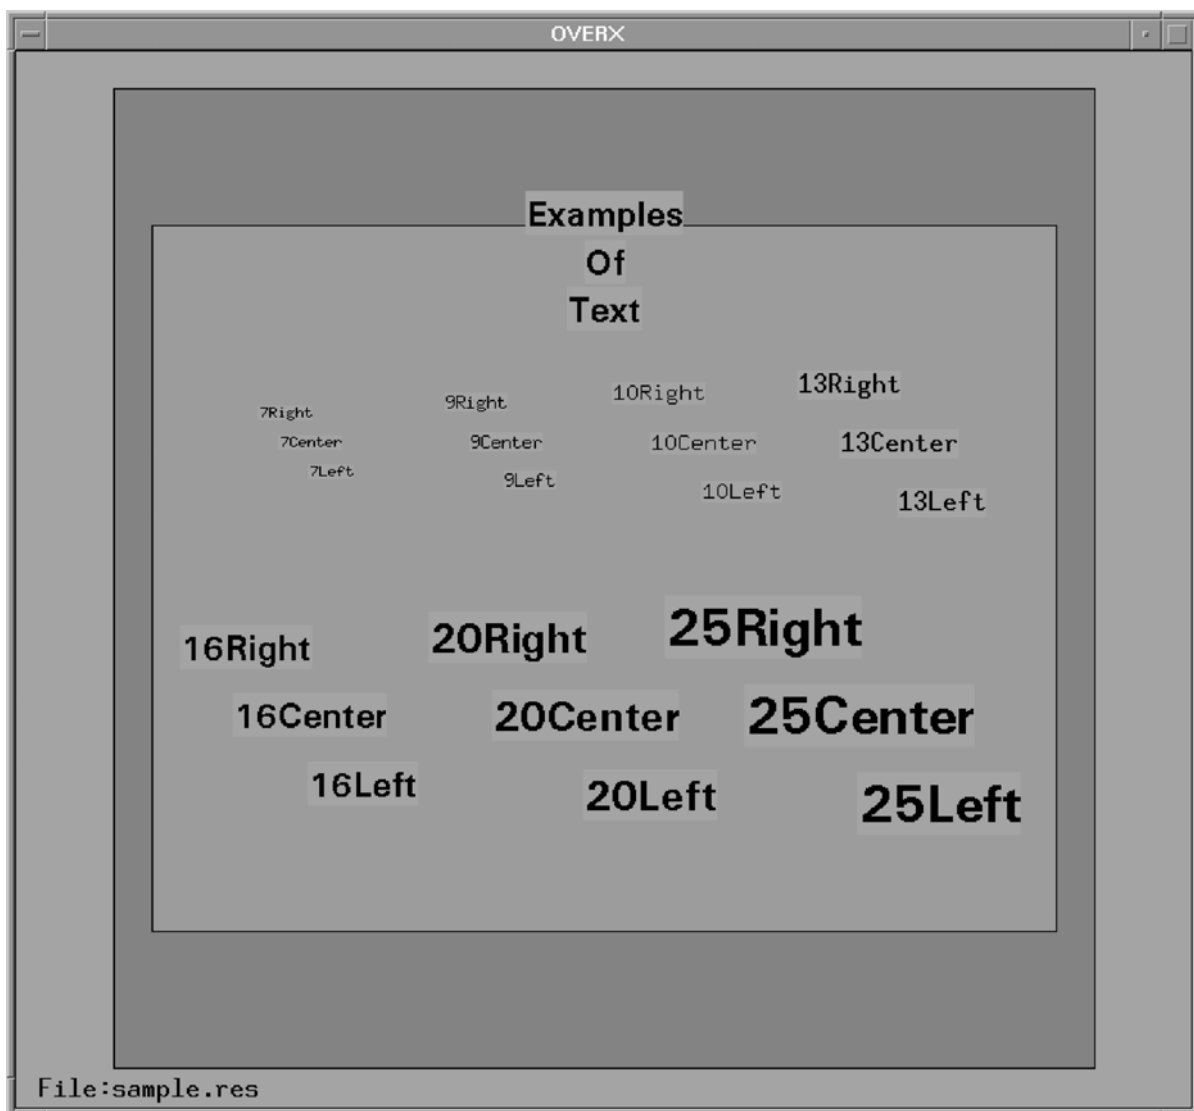 OVERX
Examples
Of
Text
7Right 9Right 10Right 13Right
7Center 9Center 10Center 13Center
7Left 9Left 10Left 13Left
16Right 20Right 25Right
16Center 20Center 25Center
16Left 20Left 25Left
File:sample.res